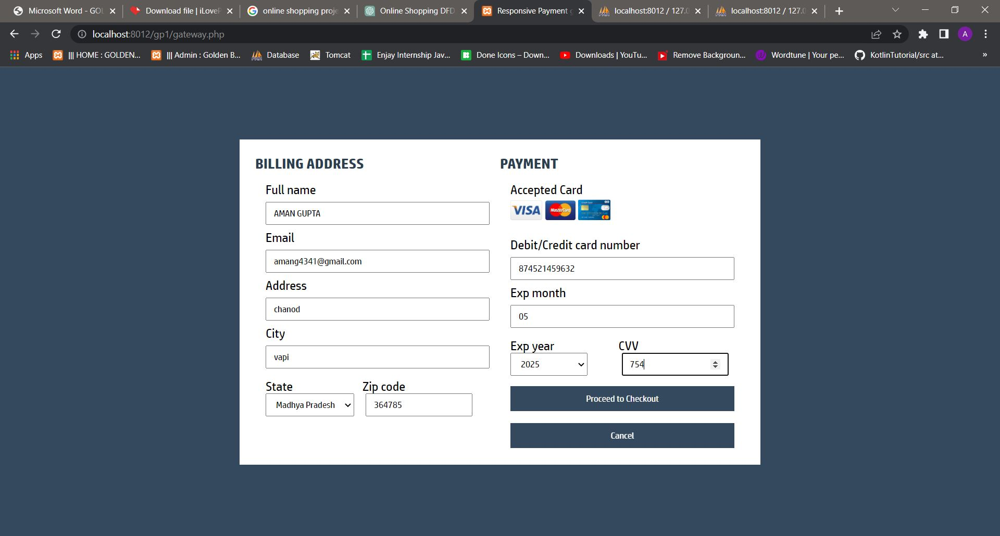 Microsoft Word - GOL
Download file | iLoveP
online shopping proje
Online Shopping DFD
Responsive Payment g
localhost:8012 / 127.0
localhost:8012 / 127.0
localhost:8012/gp1/gateway.php
A
Apps
||| HOME : GOLDEN...
||| Admin : Golden B...
Database
Tomcat
Enjay Internship Jav...
Done Icons – Down...
Downloads | YouTu...
Remove Backgroun...
Wordtune | Your pe...
KotlinTutorial/src at...
»
BILLING ADDRESS
Full name
AMAN GUPTA
Email
amang4341@gmail.com
Address
chanod
City
vapi
State
Zip code
Madhya Pradesh
364785
PAYMENT
Accepted Card
VISA
MasterCard
Debit/Credit card number
874521459632
Exp month
05
Exp year
CVV
2025
754
Proceed to Checkout
Cancel